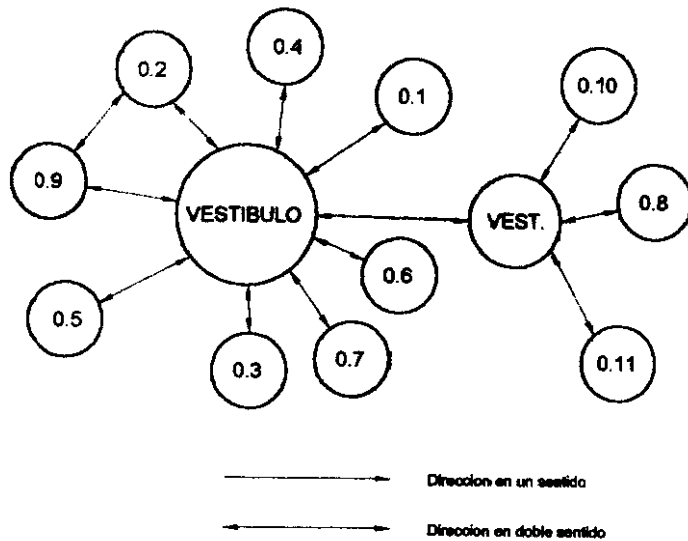 0.4
0.2
0.10
0.1
0.9
0.8
VESTIBULO
VEST.
0.6
0.5
0.7
0.3
0.11
Direccion en un sentido
Direccion en doble sentido